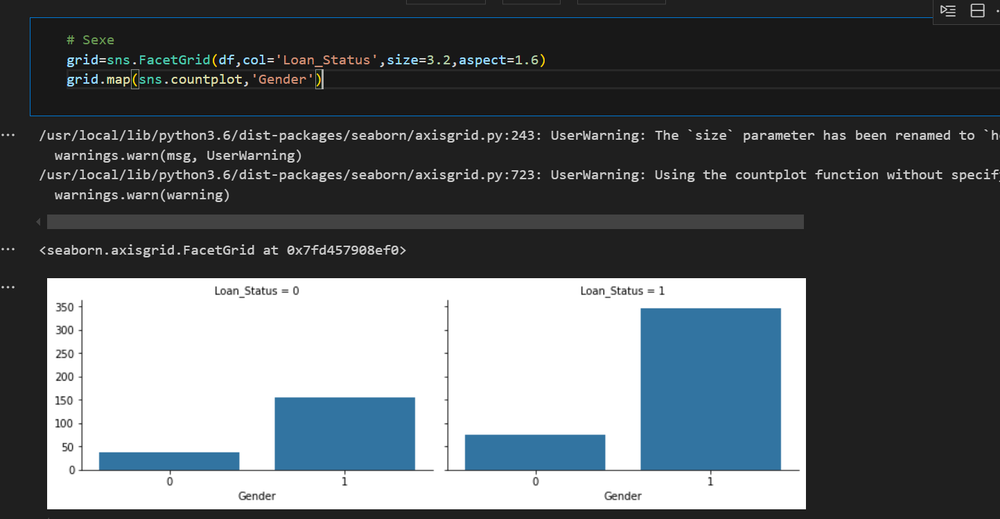 # Sexe
grid=sns.FacetGrid(df,col='Loan_Status',size=3.2,aspect=1.6)
grid.map(sns.countplot,'Gender')
/usr/local/lib/python3.6/dist-packages/seaborn/axisgrid.py:243: UserWarning: The `size` parameter has been renamed to `
warnings.warn(msg, UserWarning)
/usr/local/lib/python3.6/dist-packages/seaborn/axisgrid.py:723: UserWarning: Using the countplot function without
warnings.warn(warning)
<seaborn.axisgrid.FacetGrid at 0x7fd457908ef0>
Loan_Status = 0
Loan_Status = 1
350
300
250
200
150
100
50
0
0 1
0 1
Gender
Gender